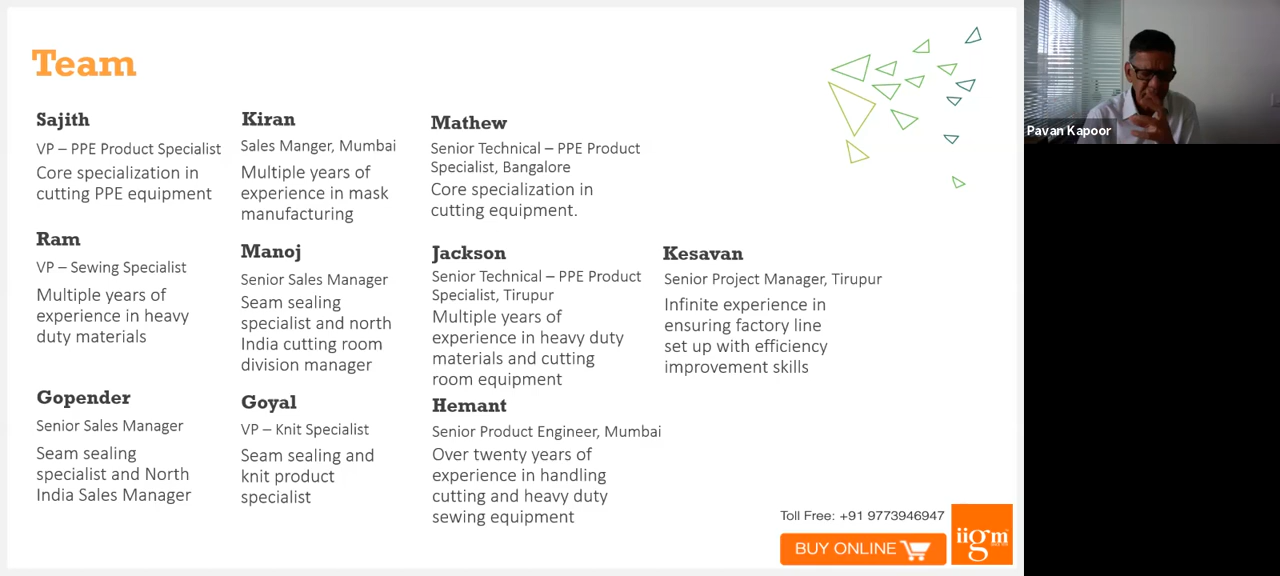 Team
Sajith
VP – PPE Product Specialist
Core specialization in
cutting PPE equipment
Kiran
Sales Manger, Mumbai
Multiple years of
experience in mask
manufacturing
Mathew
Senior Technical – PPE Product
Specialist, Bangalore
Core specialization in
cutting equipment.
Ram
VP – Sewing Specialist
Multiple years of
experience in heavy
duty materials
Manoj
Senior Sales Manager
Seam sealing
specialist and north
India cutting room
division manager
Jackson
Senior Technical – PPE Product
Specialist, Tirupur
Multiple years of
experience in heavy duty
materials and cutting
room equipment
Kesavan
Senior Project Manager, Tirupur
Infinite experience in
ensuring factory line
set up with efficiency
improvement skills
Gopender
Senior Sales Manager
Seam sealing
specialist and North
India Sales Manager
Goyal
VP – Knit Specialist
Seam sealing and
knit product
specialist
Hemant
Senior Product Engineer, Mumbai
Over twenty years of
experience in handling
cutting and heavy duty
sewing equipment
Toll Free: +91 9773946947
BUY ONLINE
iigm
Pavan Kapoor